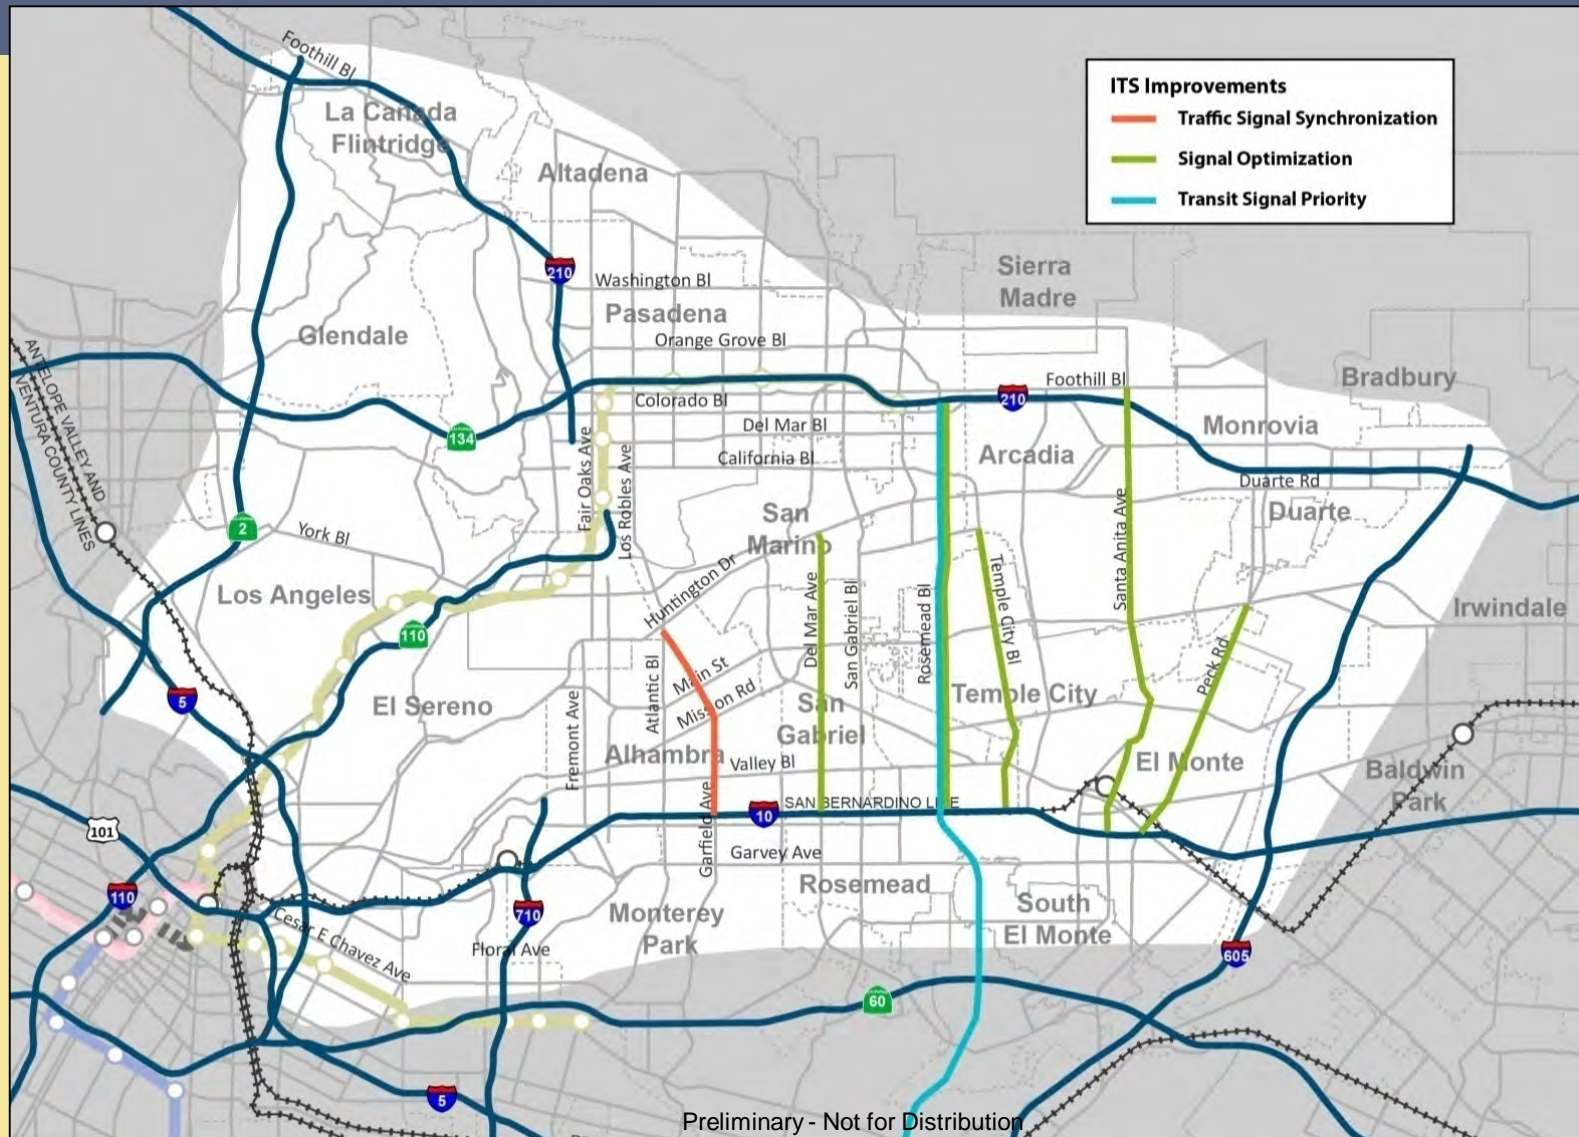 ITS Improvements
Traffic Signal Synchronization
Signal Optimization
Transit Signal Priority
Foothill Bl
La Cañada
Flintridge
Altadena
210
Washington Bl
Sierra
Madre
Pasadena
Glendale
Orange Grove Bl
ANTELOPE VALLEY AND
VENTURA COUNTY LINES
Foothill Bl
Bradbury
Colorado Bl
210
Del Mar Bl
Monrovia
134
California Bl
Arcadia
Fair Oaks Ave
Los Robles Ave
Duarte Rd
Duarte
San
Marino
2
York Bl
Santa Anita Ave
Huntington Dr
Los Angeles
Del Mar Ave
San Gabriel Bl
Rosemead Bl
Temple City Bl
Irwindale
110
Main St
Mission Rd
Atlantic Bl
Peck Rd
Temple City
5
El Sereno
San
Gabriel
Fremont Ave
Alhambra
Valley Bl
El Monte
Baldwin
Park
SAN BERNARDINO LINE
10
101
Garfield Ave
Garvey Ave
Rosemead
110
710
Monterey
Park
South
El Monte
Cesar E Chavez Ave
Floral Ave
605
60
5
Preliminary - Not for Distribution